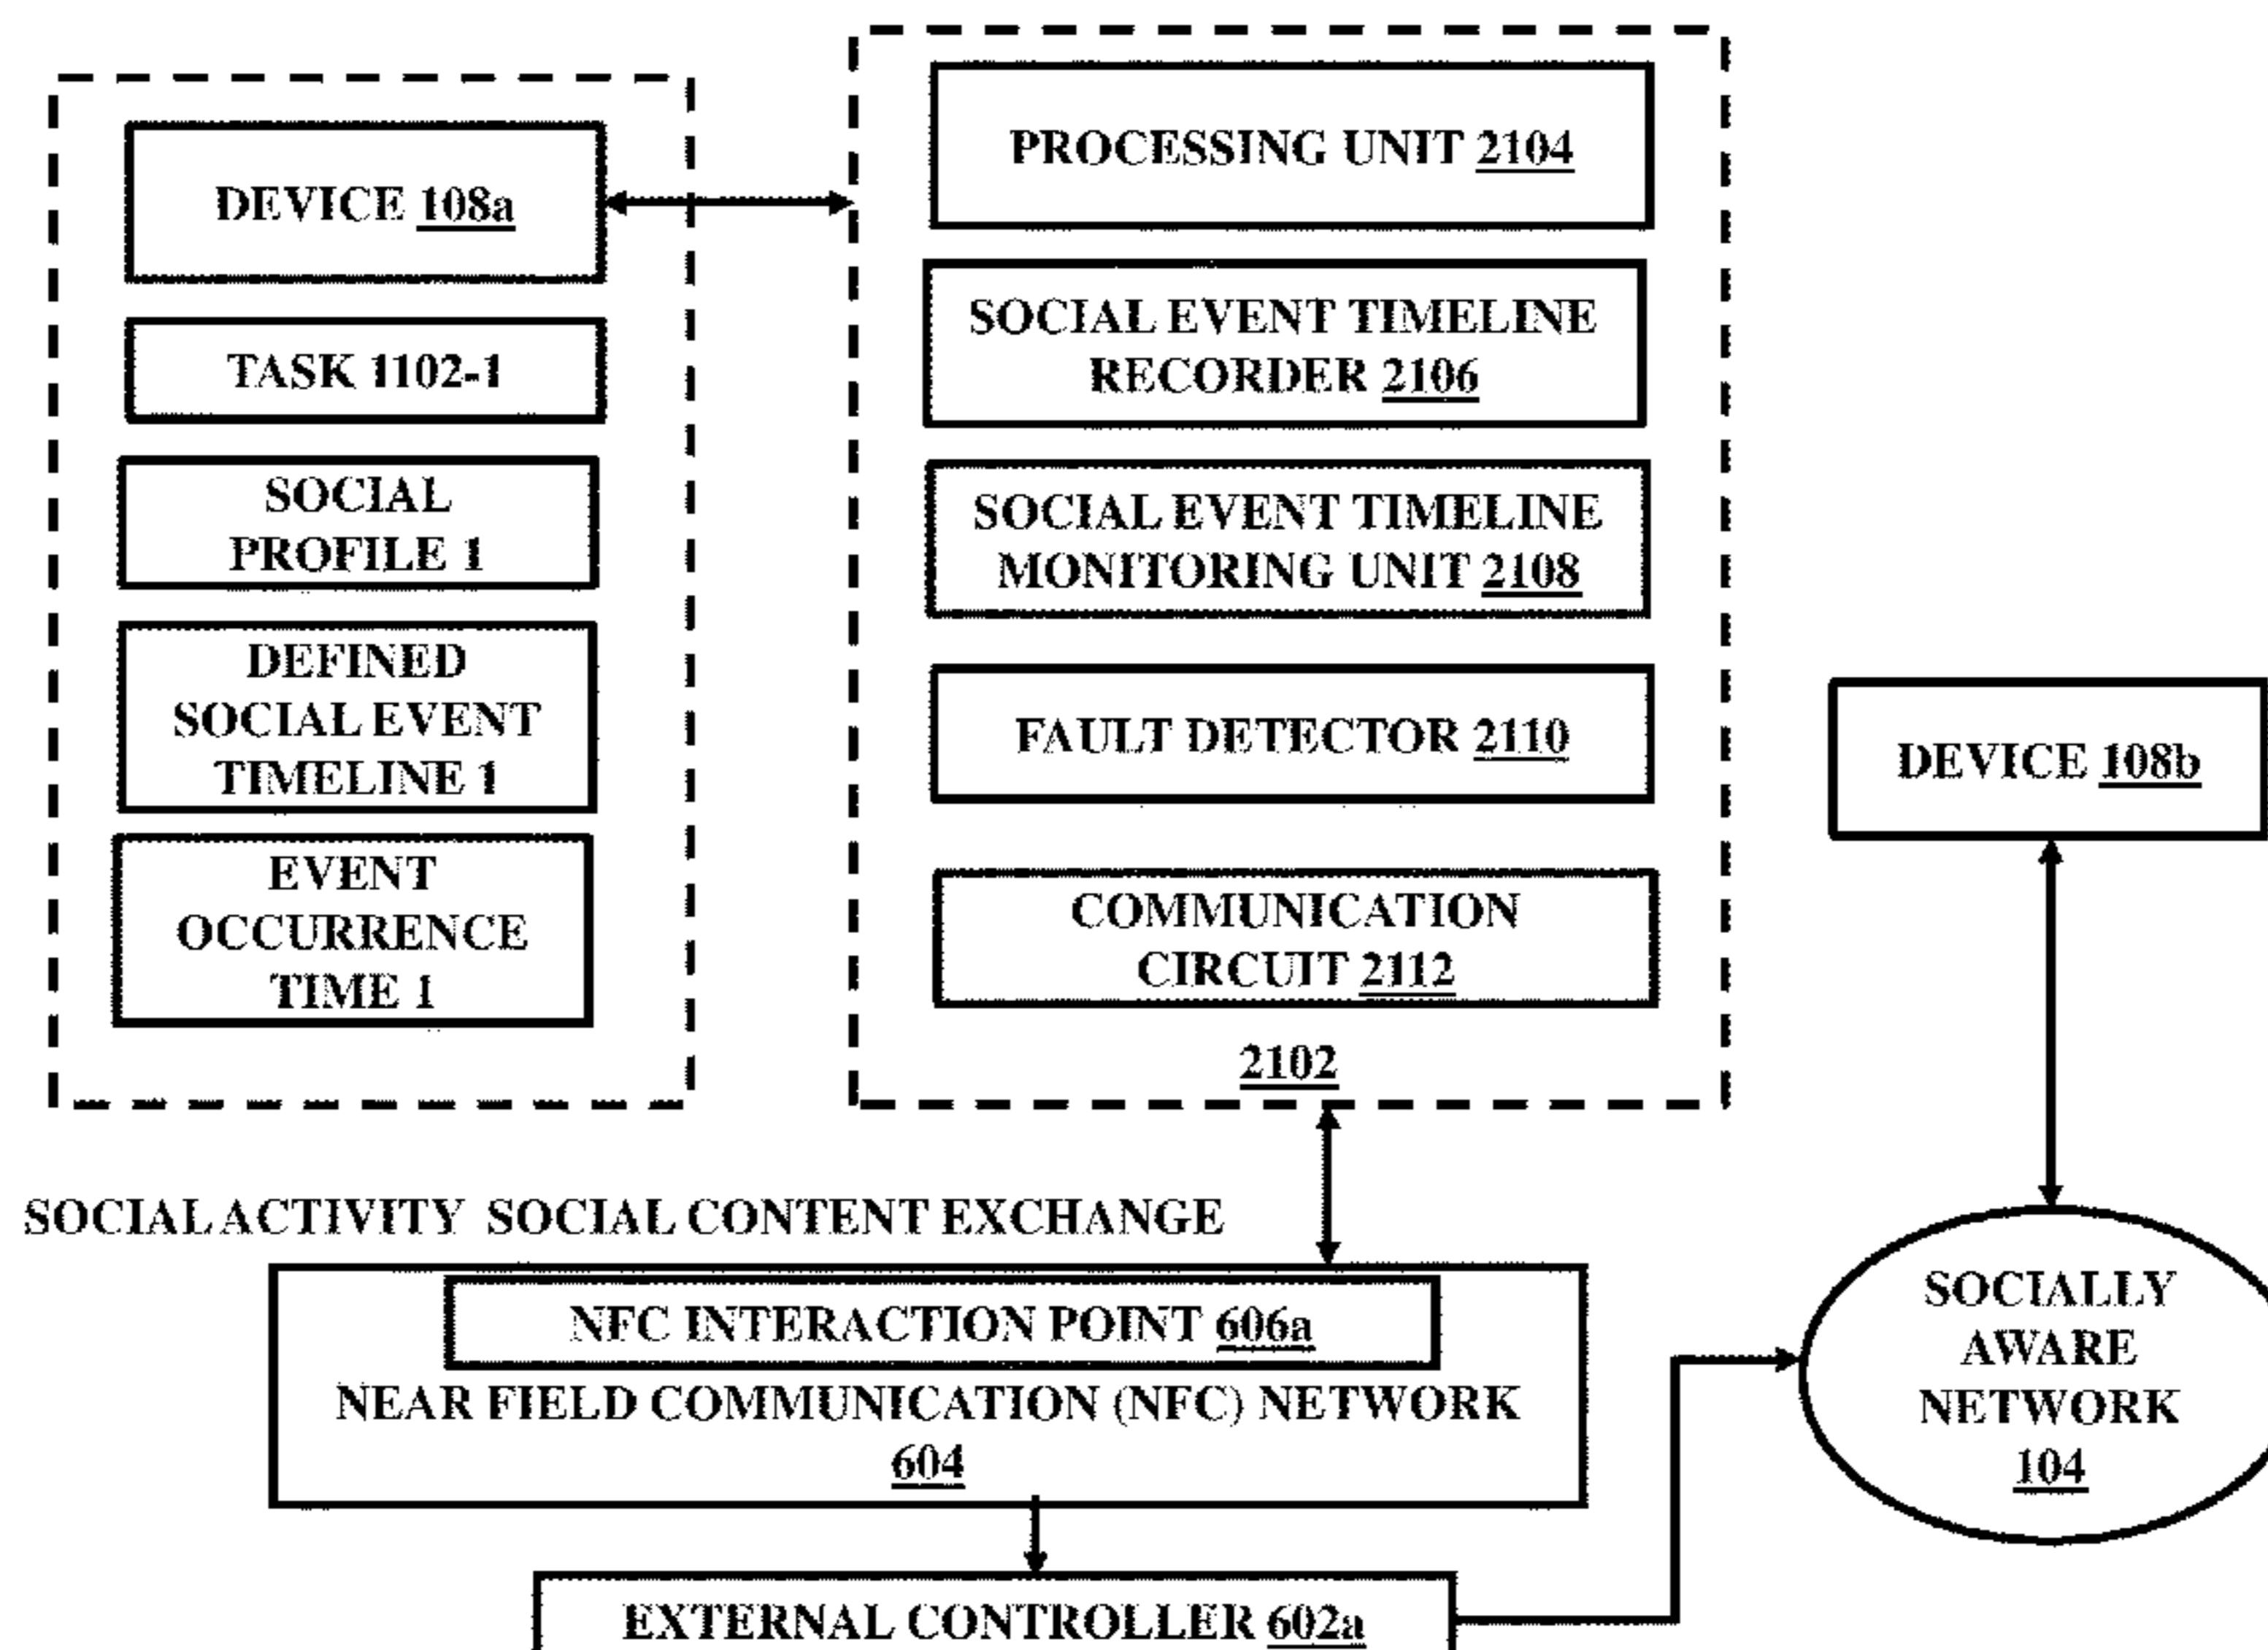 DEVICE 108a
TASK 1102-1
SOCIAL
PROFILE 1
DEFINED
SOCIAL EVENT
TIMELINE 1
EVENT
OCCURRENCE
TIME 1
PROCESSING UNIT 2104
SOCIAL EVENT TIMELINE
RECORDER 2106
SOCIAL EVENT TIMELINE
MONITORING UNIT 2108
FAULT DETECTOR 2110
COMMUNICATION
CIRCUIT 2112
2102
DEVICE 108b
SOCIAL ACTIVITY SOCIAL CONTENT EXCHANGE
NFC INTERACTION POINT 606a
NEAR FIELD COMMUNICATION (NFC) NETWORK
604
SOCIALLY
AWARE
NETWORK
104
EXTERNAL CONTROLLER 602a